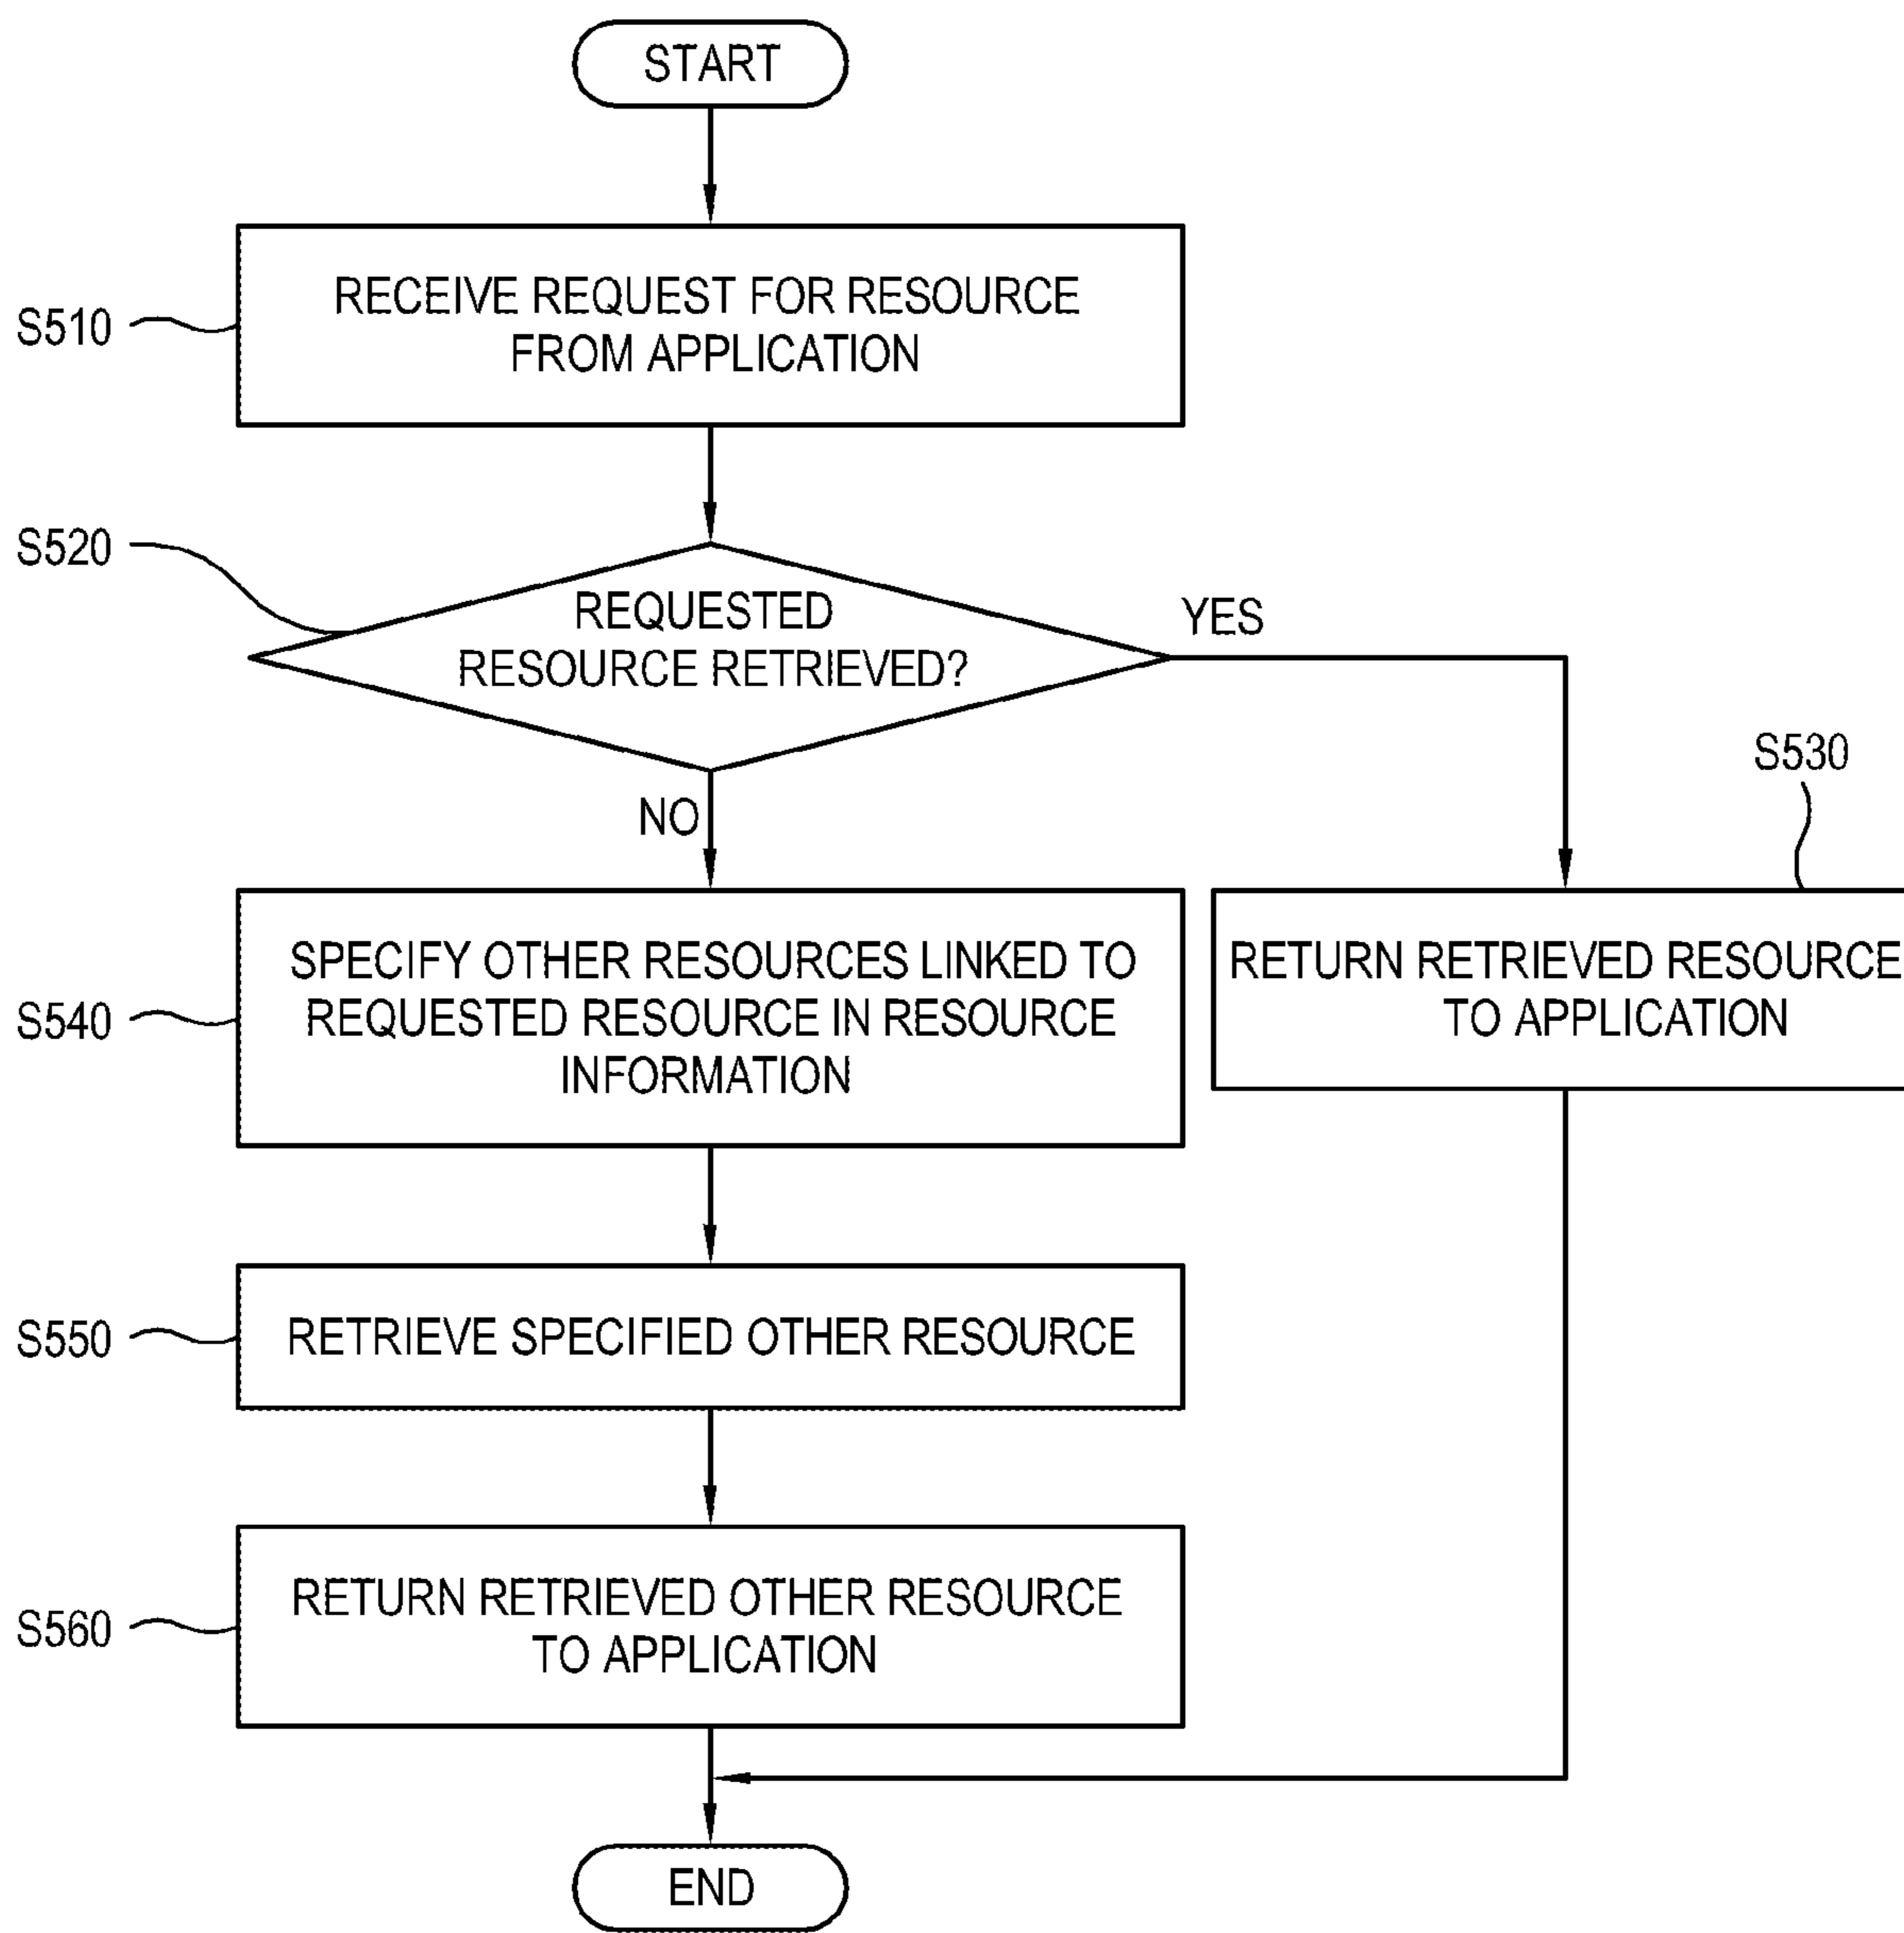 START
S510
RECEIVE REQUEST FOR RESOURCE
FROM APPLICATION
S520
REQUESTED
RESOURCE RETRIEVED?
YES
NO
S530
RETURN RETRIEVED RESOURCE
TO APPLICATION
S540
SPECIFY OTHER RESOURCES LINKED TO
REQUESTED RESOURCE IN RESOURCE
INFORMATION
S550
RETRIEVE SPECIFIED OTHER RESOURCE
S560
RETURN RETRIEVED OTHER RESOURCE
TO APPLICATION
END